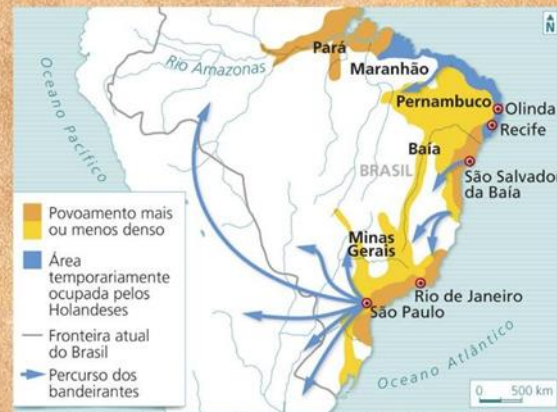 N
Pará
Rio Amazonas
Maranhão
Oceano Pacífico
Pernambuco
Olinda
Recife
Baía
BRASIL
São Salvador
da Baía
Minas
Gerais
Rio de Janeiro
São Paulo
Oceano Atlântico
Povoamento mais
ou menos denso
Área
temporariamente
ocupada pelos
Holandeses
Fronteira atual
do Brasil
Percurso dos
bandeirantes
0 500 km